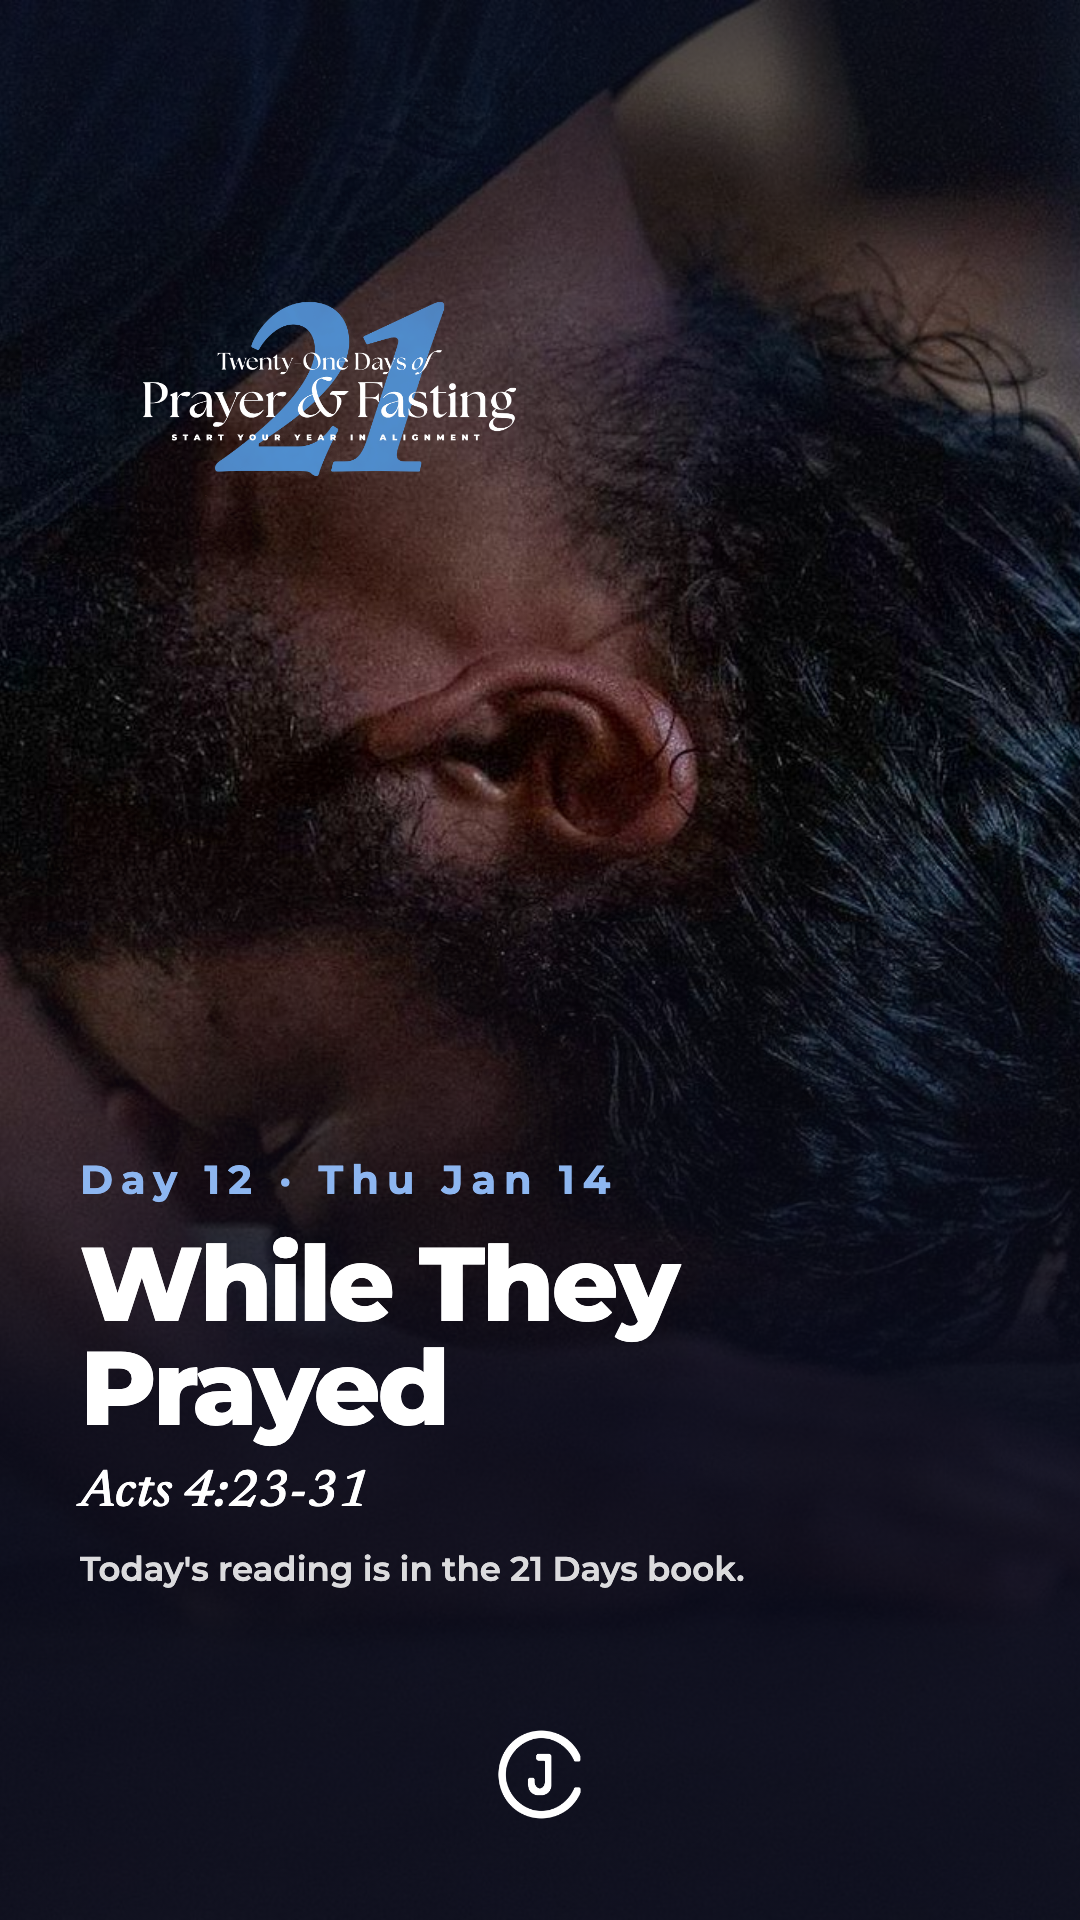 21
Twenty-One Days of
Prayer & Fasting
START YOUR YEAR IN ALIGNMENT
Day 12 · Thu Jan 14
While They
Prayed
Acts 4:23-31
Today's reading is in the 21 Days book.
CJ